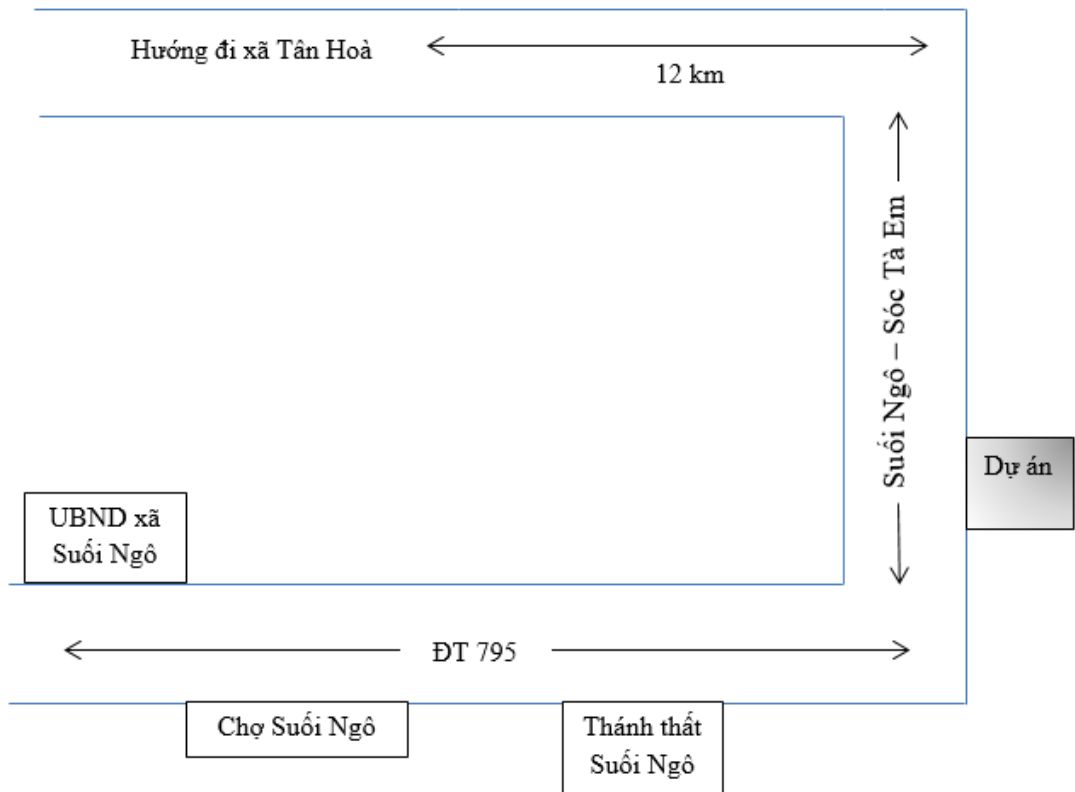 Hướng đi xã Tân Hoà
12 km
Suối Ngô – Sóc Tà Em
Dự án
UBND xã
Suối Ngô
ĐT 795
Chợ Suối Ngô
Thánh thất
Suối Ngô